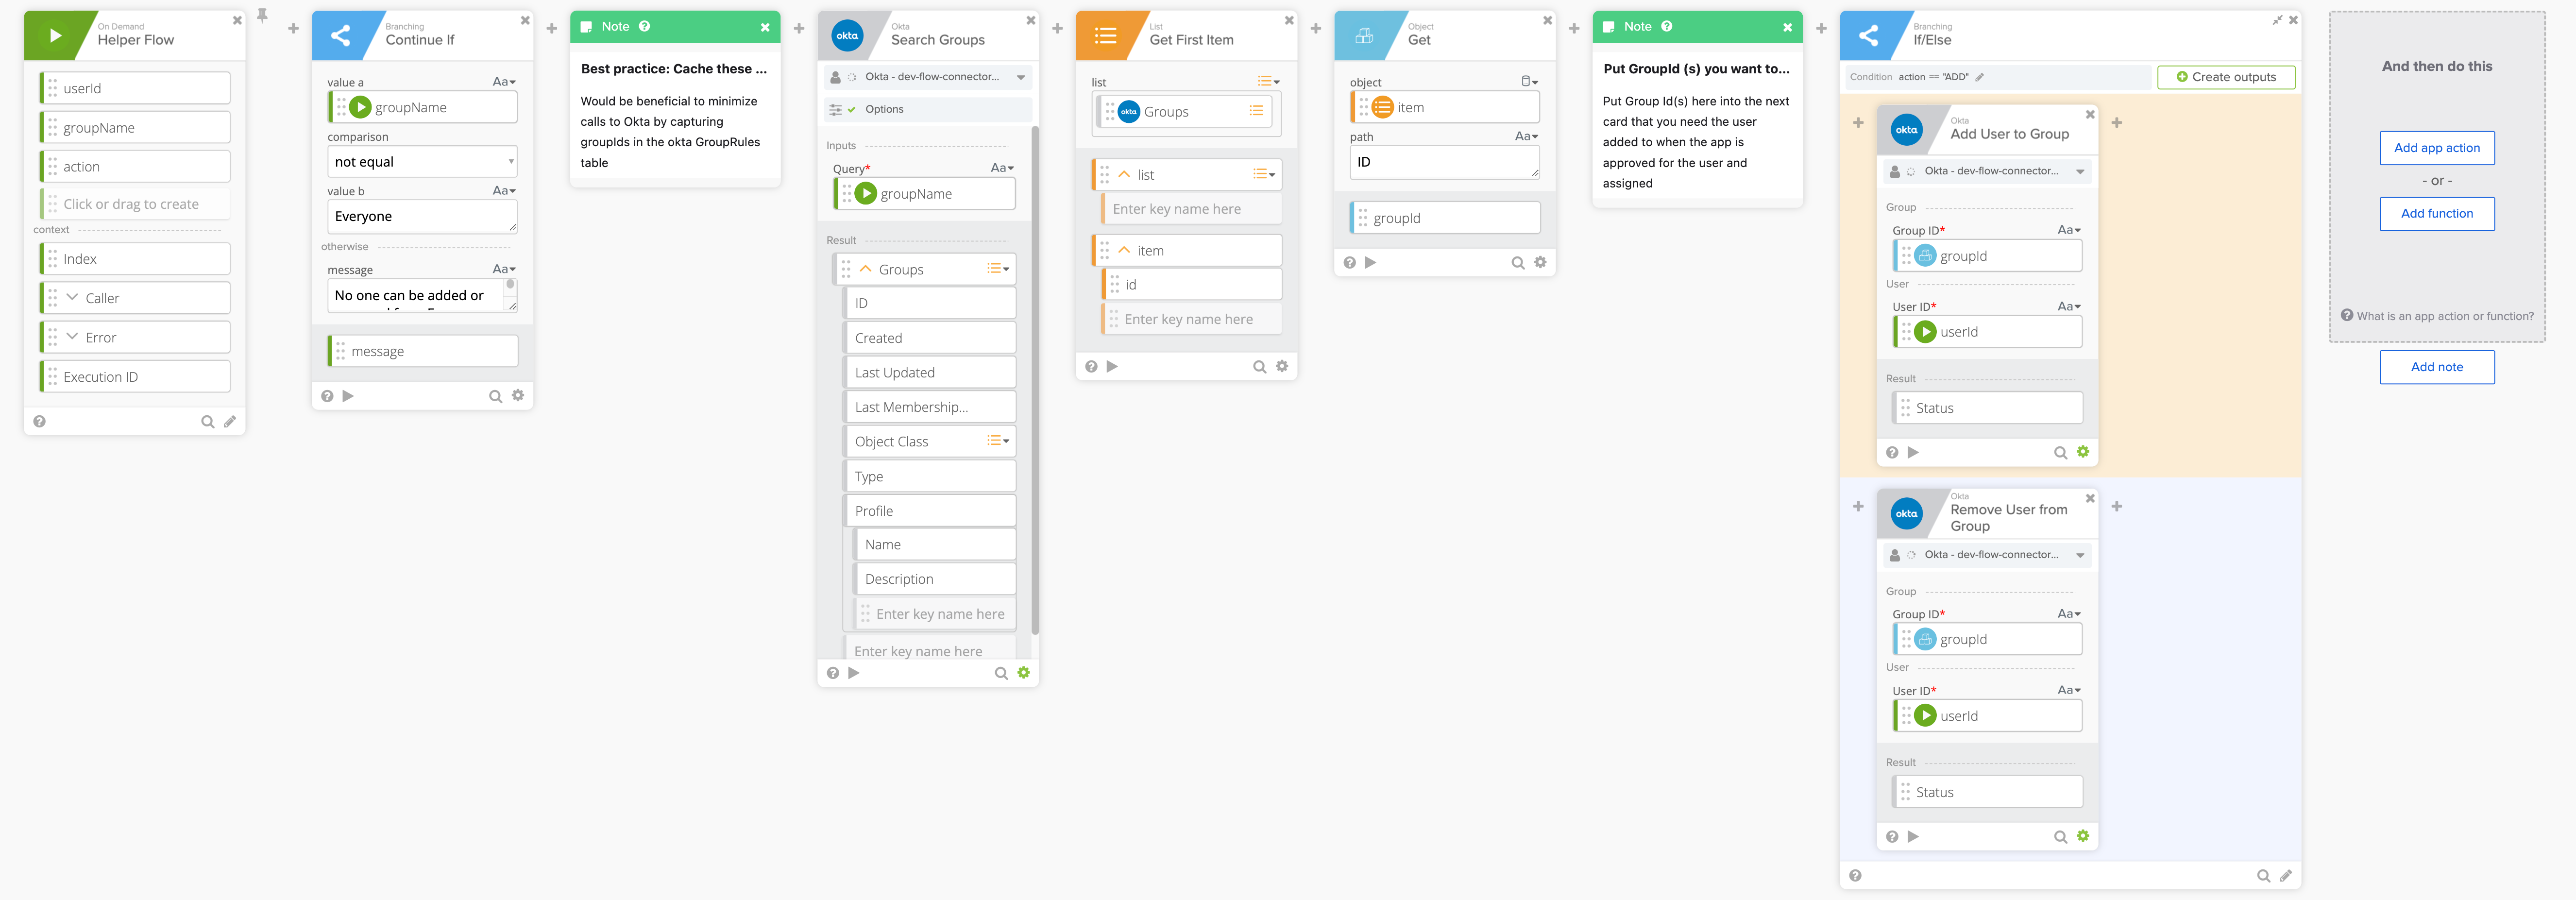 On Demand
Helper Flow
userId
groupName
action
Click or drag to create
context
Index
Caller
Error
Execution ID
Branching
Continue If
value a
Aa
groupName
comparison
not equal
value b
Aa
Everyone
otherwise
message
Aa
No one can be added or
message
Note
Best practice: Cache these ...
Would be beneficial to minimize
calls to Okta by capturing
groupIds in the okta GroupRules
table
okta
Okta
Search Groups
Okta - dev-flow-connector...
Options
Inputs
Query*
Aa
groupName
Result
Groups
ID
Created
Last Updated
Last Membership...
Object Class
Type
Profile
Name
Description
Enter key name here
Enter key name here
List
Get First Item
list
okta
Groups
list
Enter key name here
item
id
Enter key name here
Object
Get
object
item
path
Aa
ID
groupId
Note
Put GroupId (s) you want to...
Put Group Id(s) here into the next
card that you need the user
added to when the app is
approved for the user and
assigned
Branching
If/Else
Condition action == "ADD"
Create outputs
okta
Okta
Add User to Group
Okta - dev-flow-connector...
Group
Group ID*
Aa
groupId
User
User ID*
Aa
userId
Result
Status
okta
Okta
Remove User from
Group
Okta - dev-flow-connector...
Group
Group ID*
Aa
groupId
User
User ID*
Aa
userId
Result
Status
And then do this
Add app action
- or -
Add function
What is an app action or function?
Add note